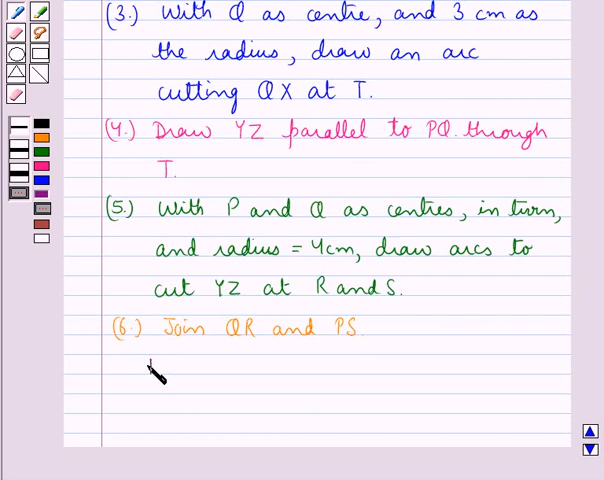 (3.) With Q as centre, and 3 cm as
the radius, draw an arc
cutting QX at T.
(4.) Draw YZ parallel to PQ. through
T.
(5.) With P and Q as centres, in turn,
and radius = 4cm, draw arcs to
cut YZ at R and S.
(6.) Join QR and PS.